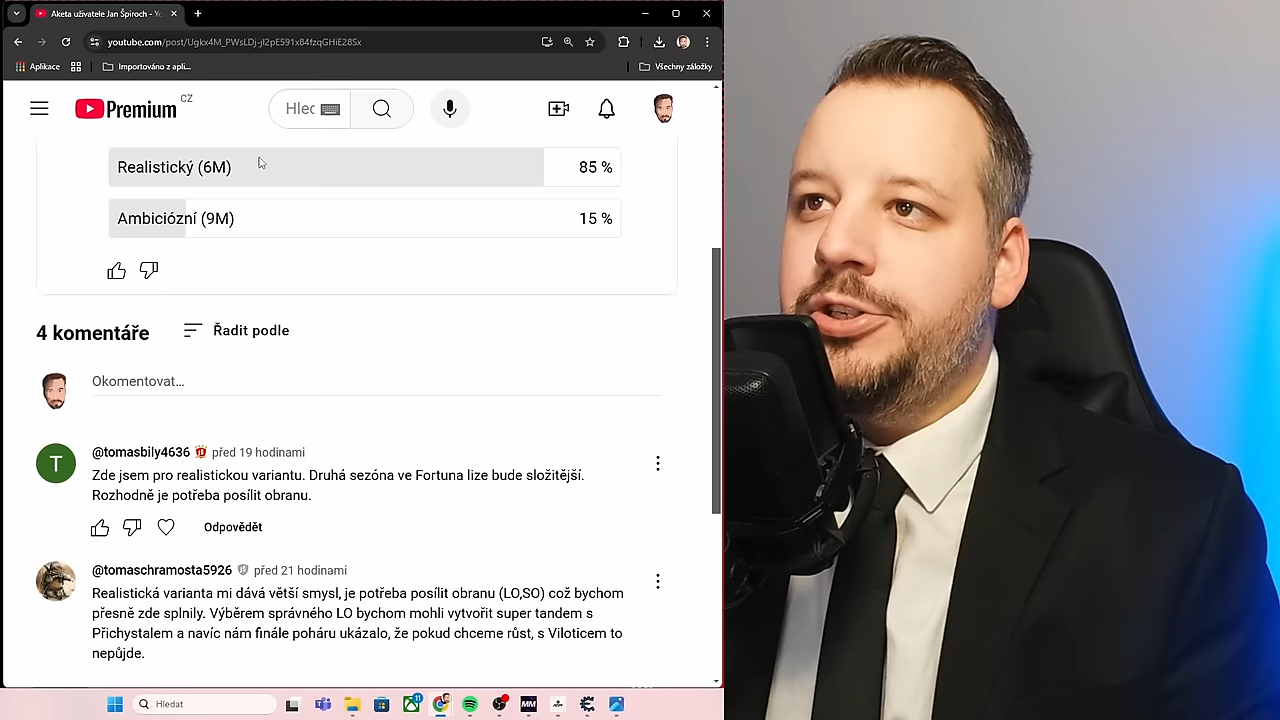 Aketa uživatele Jan Špiroch - Yo
youtube.com/post/Ugkx4M_PWsLDj-jI2pE591x84fzqGHiE28Sx
Aplikace
Importováno z apli...
Všechny záložky
Premium CZ
Hlec
Realistický (6M) 85 %
Ambiciózní (9M) 15 %
4 komentáře Řadit podle
Okomentovat...
T
@tomasbily4636 před 19 hodinami
Zde jsem pro realistickou variantu. Druhá sezóna ve Fortuna lize bude složitější.
Rozhodně je potřeba posílit obranu.
Odpovědět
@tomaschramosta5926 před 21 hodinami
Realistická varianta mi dává větší smysl, je potřeba posílit obranu (LO,SO) což bychom
přesně zde splnily. Výběrem správného LO bychom mohli vytvořit super tandem s
Přichystalem a navíc nám finále poháru ukázalo, že pokud chceme růst, s Viloticem to
nepůjde.
Hledat